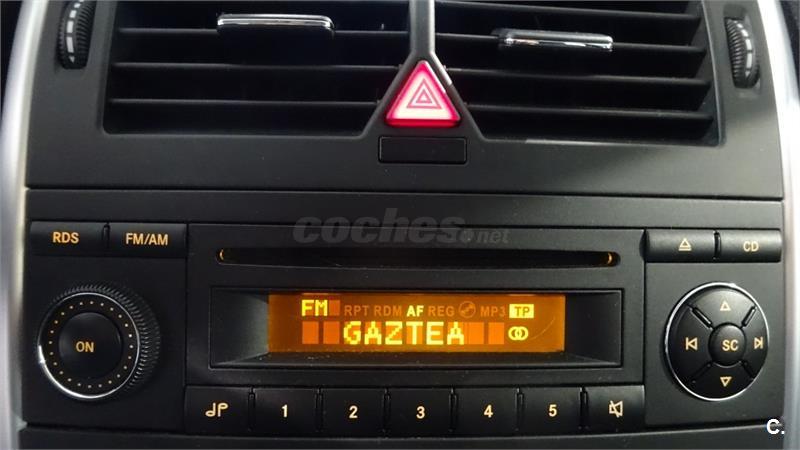 coches.net
RDS FM/AM CD
FM RPT RDM AF REG MP3 TP
GAZTEA
ON SC
1 2 3 4 5
C.